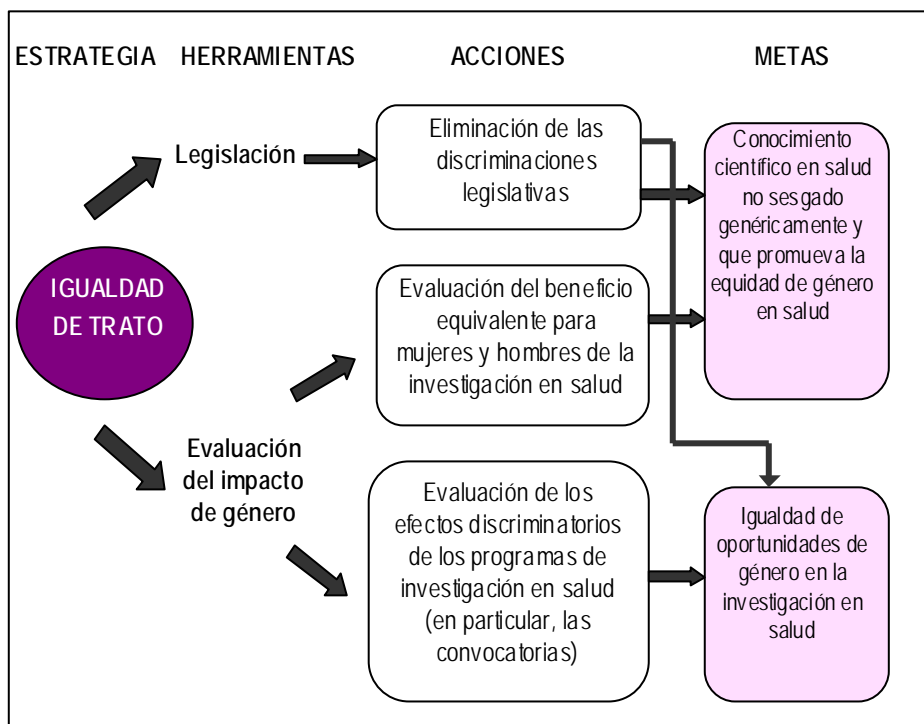 ESTRATEGIA
HERRAMIENTAS
ACCIONES
METAS
IGUALDAD
DE TRATO
Legislación
Evaluación
del impacto
de género
Eliminación de las
discriminaciones
legislativas
Evaluación del beneficio
equivalente para
mujeres y hombres de la
investigación en salud
Evaluación de los
efectos discriminatorios
de los programas de
investigación en salud
(en particular, las
convocatorias)
Conocimiento
científico en salud
no sesgado
genéricamente y
que promueva la
equidad de género
en salud
Igualdad de
oportunidades de
género en la
investigación en
salud